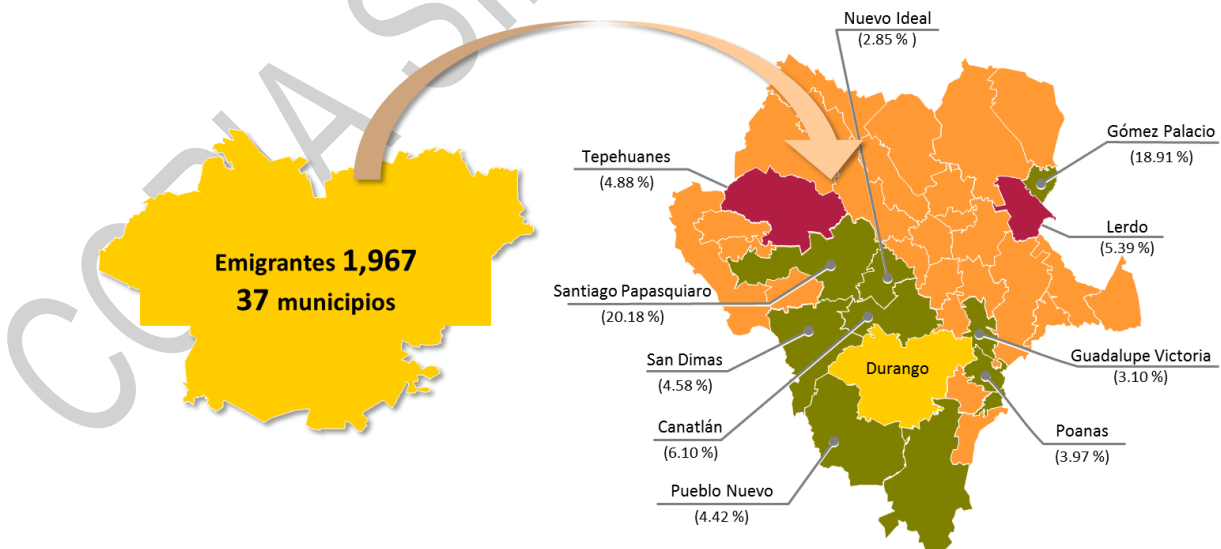 COPIA SI
Emigrantes 1,967
37 municipios
Nuevo Ideal
(2.85 % )
Gómez Palacio
(18.91 %)
Tepehuanes
(4.88 %)
Lerdo
(5.39 %)
Santiago Papasquiaro
(20.18 %)
Guadalupe Victoria
(3.10 %)
San Dimas
(4.58 %)
Durango
Canatlán
(6.10 %)
Poanas
(3.97 %)
Pueblo Nuevo
(4.42 %)